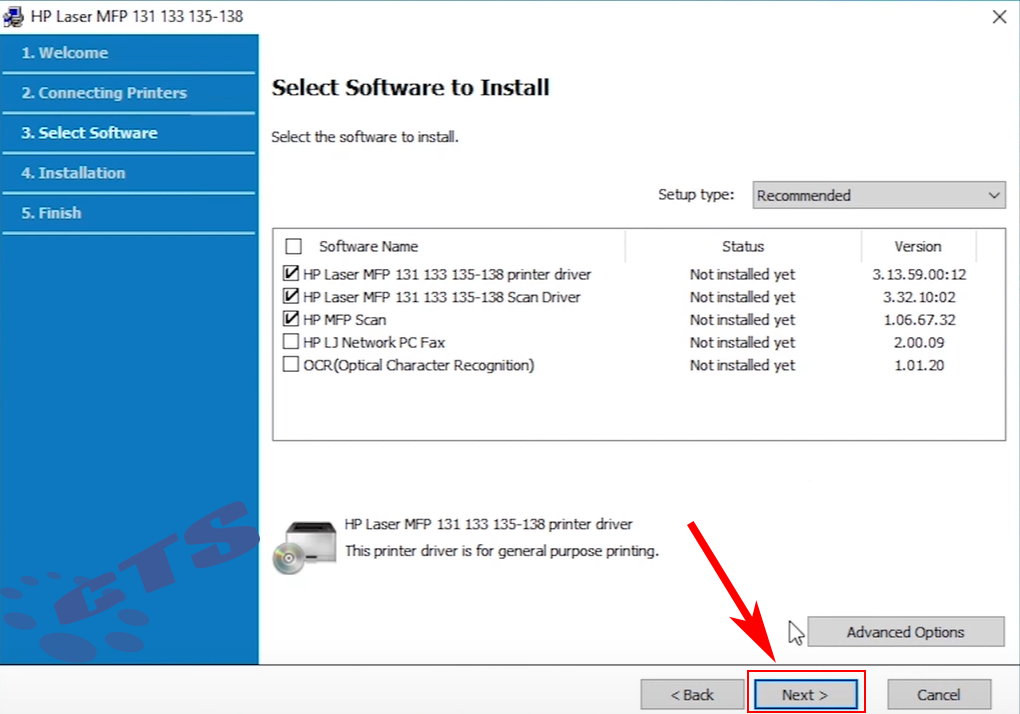 HP Laser MFP 131 133 135-138
1. Welcome
2. Connecting Printers
3. Select Software
4. Installation
5. Finish
Select Software to Install
Select the software to install.
Setup type: Recommended
Software Name Status Version
HP Laser MFP 131 133 135-138 printer driver Not installed yet 3.13.59.00:12
HP Laser MFP 131 133 135-138 Scan Driver Not installed yet 3.32.10:02
HP MFP Scan Not installed yet 1.06.67.32
HP LJ Network PC Fax Not installed yet 2.00.09
OCR(Optical Character Recognition) Not installed yet 1.01.20
HP Laser MFP 131 133 135-138 printer driver
This printer driver is for general purpose printing.
CTS
Advanced Options
< Back Next > Cancel